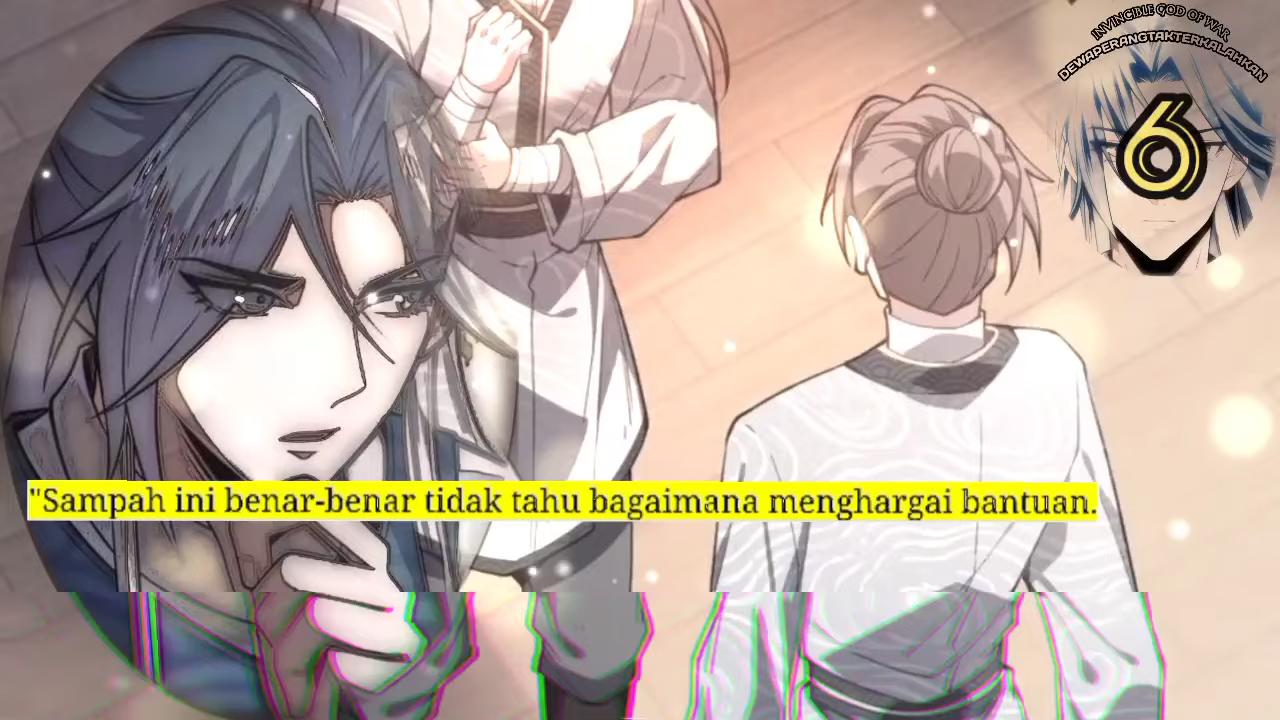 INVINCIBLE GOD OF WAR
DEWAPERANGTAKTERKALAHKAN
6
"Sampah ini benar-benar tidak tahu bagaimana menghargai bantuan.